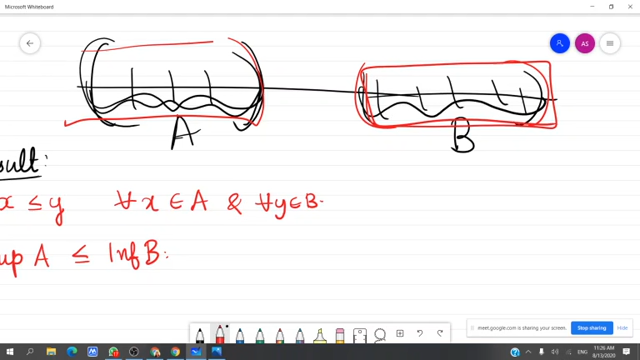 Microsoft Whiteboard
AS
A
B
sult:
x ≤ y ∀ x ∈ A & ∀ y ∈ B.
up A ≤ Inf B.
meet.google.com is sharing your screen.
Stop sharing
Hide
ENG
11:26 AM
8/13/2020